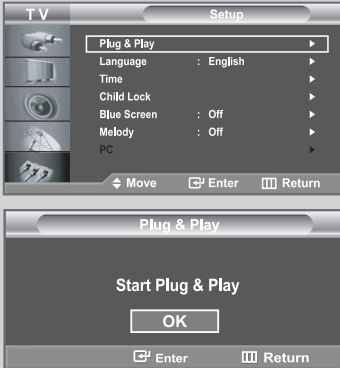 TV Setup
Plug & Play
Language : English
Time
Child Lock
Blue Screen : Off
Melody : Off
PC
Move Enter Return
Plug & Play
Start Plug & Play
OK
Enter Return